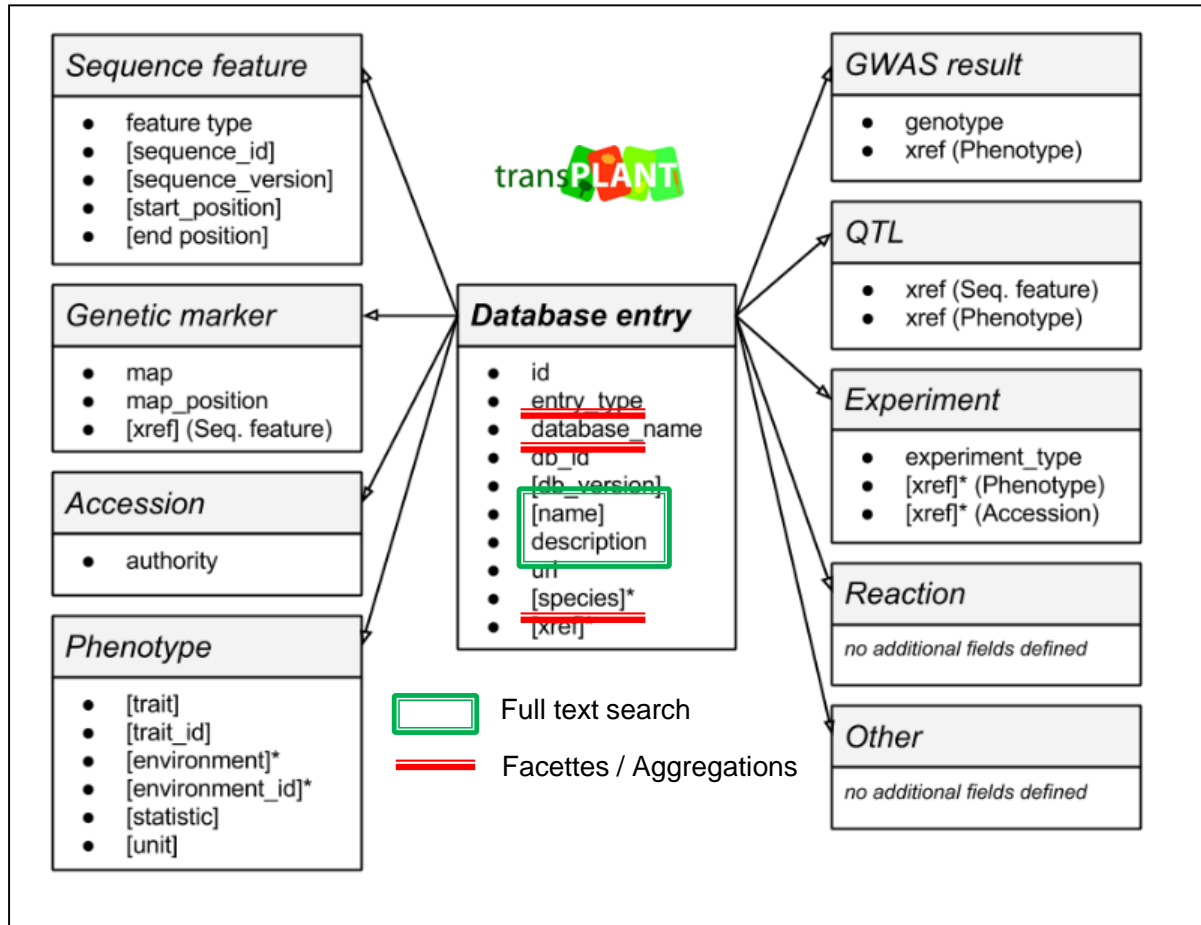 Sequence feature
● feature type
● [sequence_id]
● [sequence_version]
● [start_position]
● [end position]
Genetic marker
● map
● map_position
● [xref] (Seq. feature)
Accession
● authority
Phenotype
● [trait]
● [trait_id]
● [environment]*
● [environment_id]*
● [statistic]
● [unit]
transPLANT
Database entry
● id
● entry_type
● database_name
● db_id
● [db_version]
● [name]
● description
● url
● [species]*
● [xref]*
Full text search
Facettes / Aggregations
GWAS result
● genotype
● xref (Phenotype)
QTL
● xref (Seq. feature)
● xref (Phenotype)
Experiment
● experiment_type
● [xref]* (Phenotype)
● [xref]* (Accession)
Reaction
no additional fields defined
Other
no additional fields defined